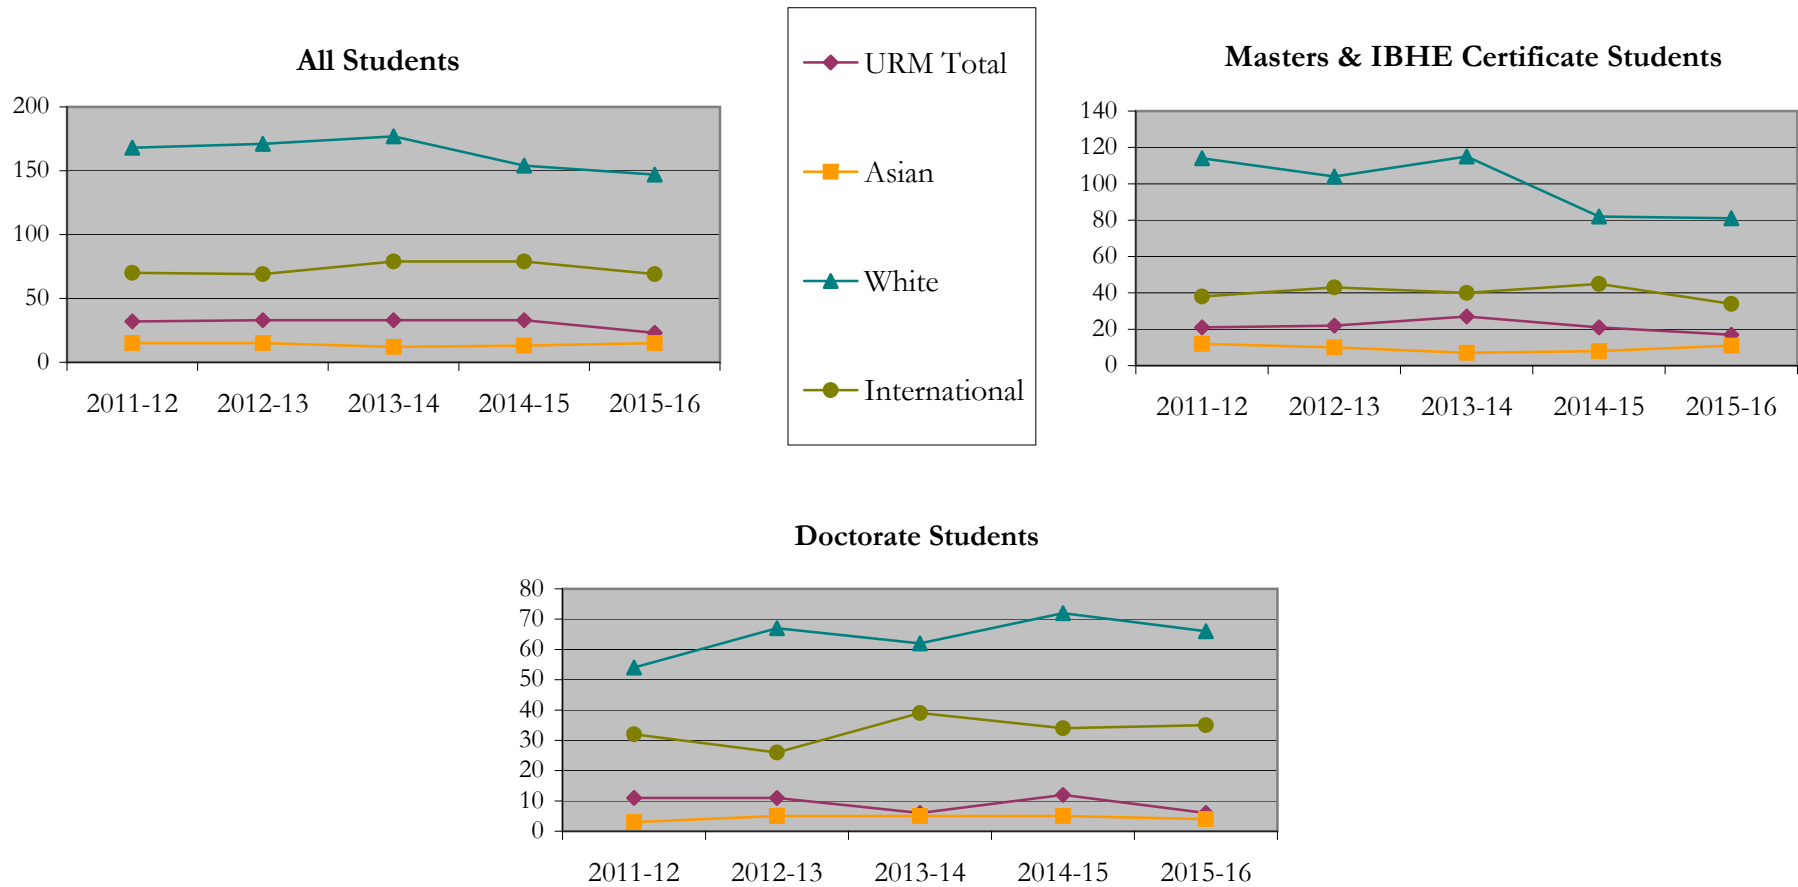 All Students
200
150
100
50
0
2011-12 2012-13 2013-14 2014-15 2015-16
URM Total
Asian
White
International
Masters & IBHE Certificate Students
140
120
100
80
60
40
20
0
2011-12 2012-13 2013-14 2014-15 2015-16
Doctorate Students
80
70
60
50
40
30
20
10
0
2011-12 2012-13 2013-14 2014-15 2015-16